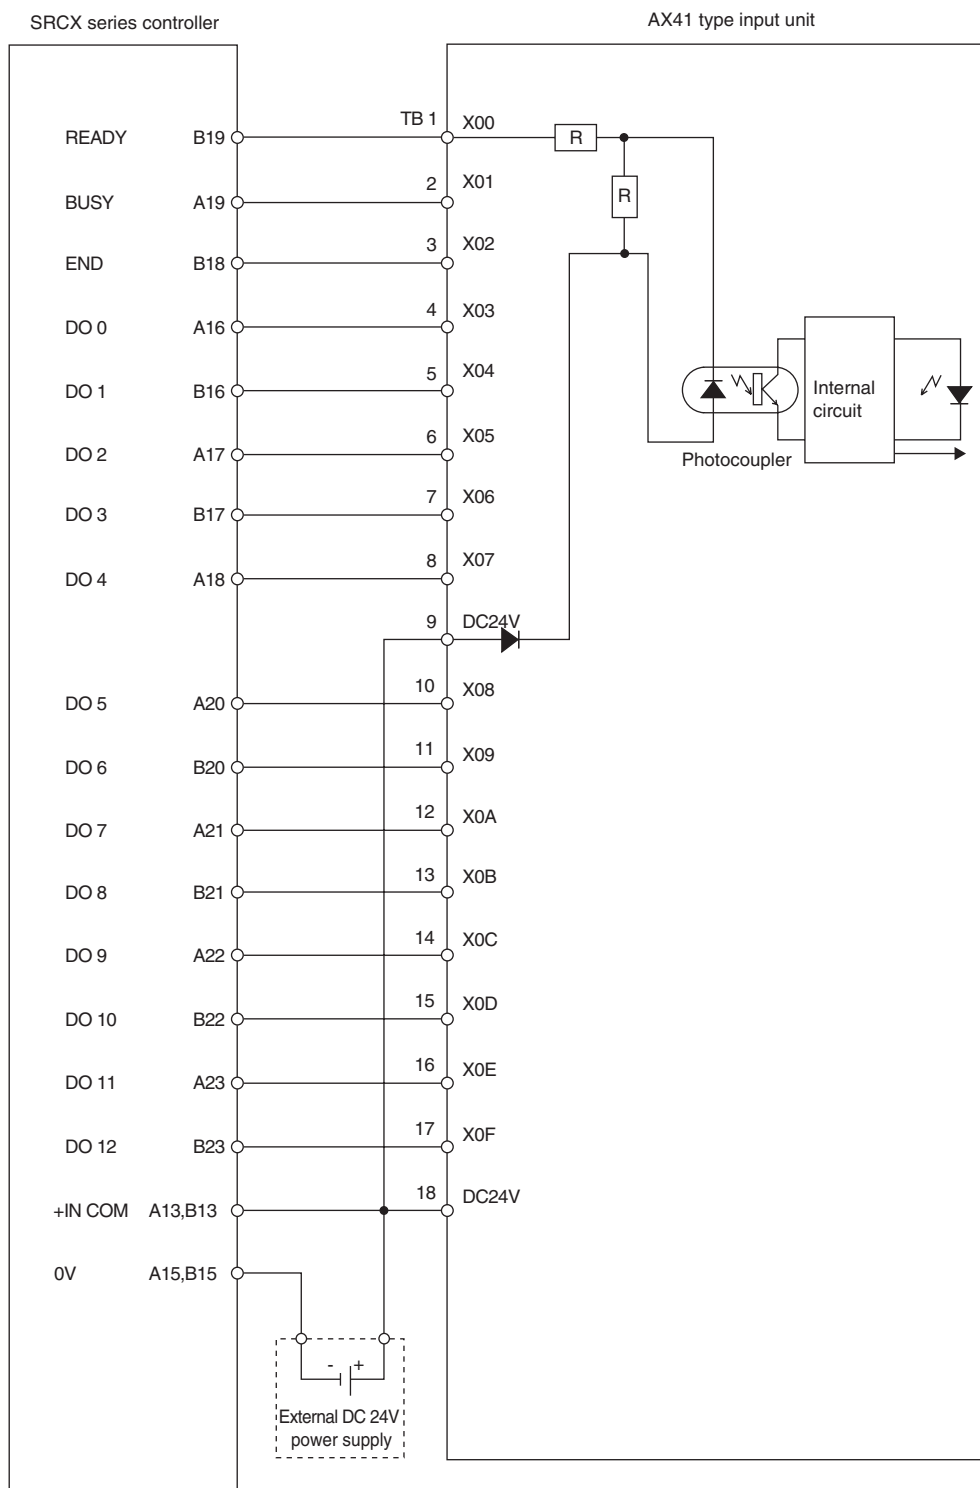 SRCX series controller
AX41 type input unit
READY B19 TB 1 X00
R
R
BUSY A19 2 X01
END B18 3 X02
DO 0 A16 4 X03
DO 1 B16 5 X04
Internal
circuit
Photocoupler
DO 2 A17 6 X05
DO 3 B17 7 X06
DO 4 A18 8 X07
9 DC24V
DO 5 A20 10 X08
DO 6 B20 11 X09
DO 7 A21 12 X0A
DO 8 B21 13 X0B
DO 9 A22 14 X0C
DO 10 B22 15 X0D
DO 11 A23 16 X0E
DO 12 B23 17 X0F
+IN COM A13,B13 18 DC24V
0V A15,B15
- +
External DC 24V
power supply